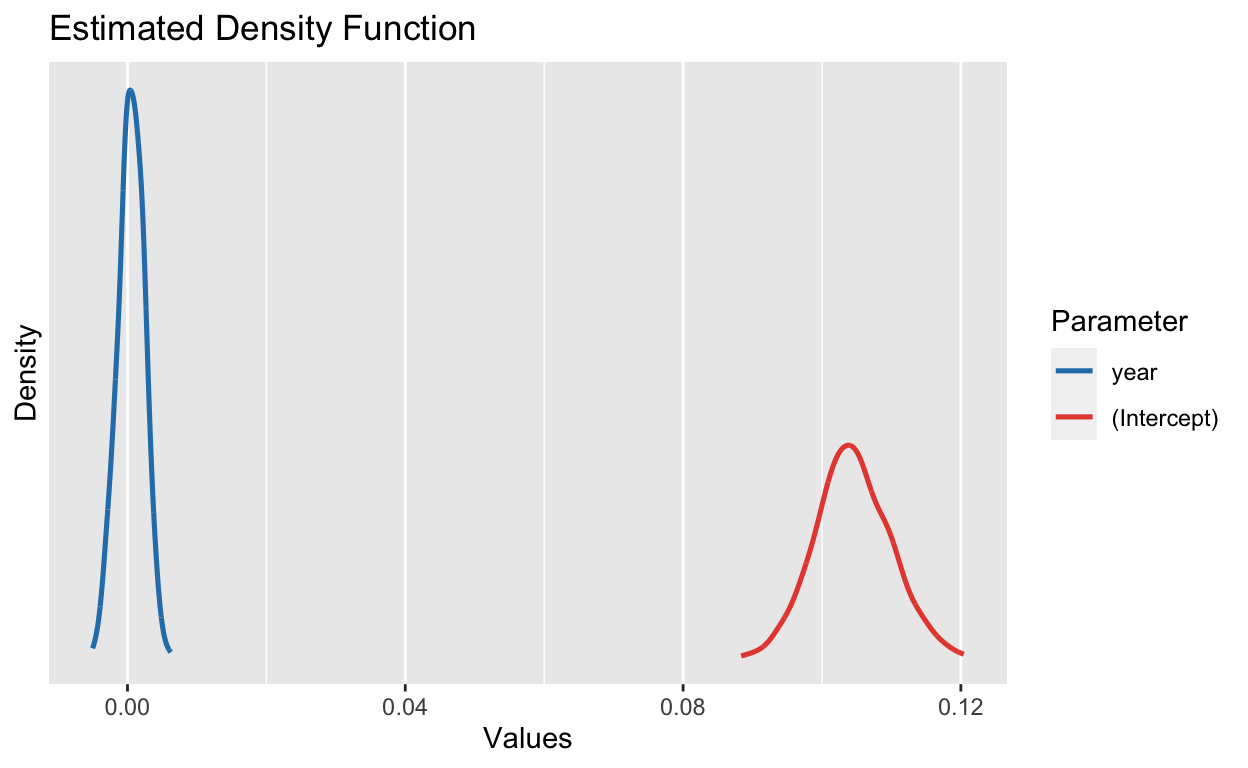 Estimated Density Function
Density
0.00
0.04
0.08
0.12
Values
Parameter
year
(Intercept)